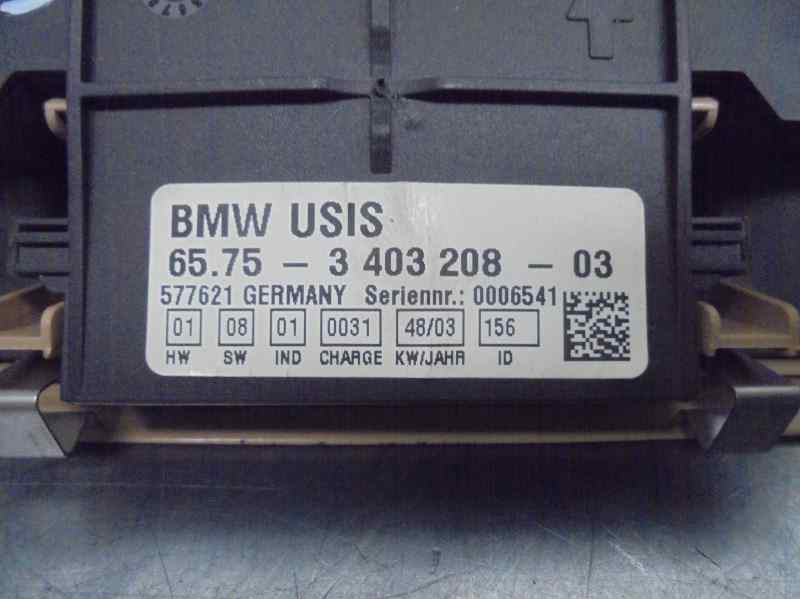 BMW USIS
65.75 - 3 403 208 - 03
577621 GERMANY Seriennr.: 0006541
01 08 01 0031 48/03 156
HW SW IND CHARGE KW/JAHR ID